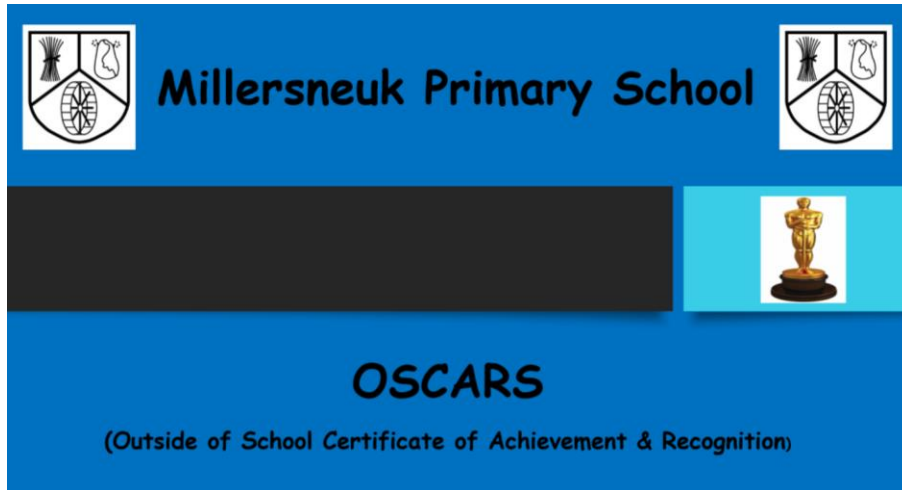 Millersneuk Primary School
OSCARS
(Outside of School Certificate of Achievement & Recognition)